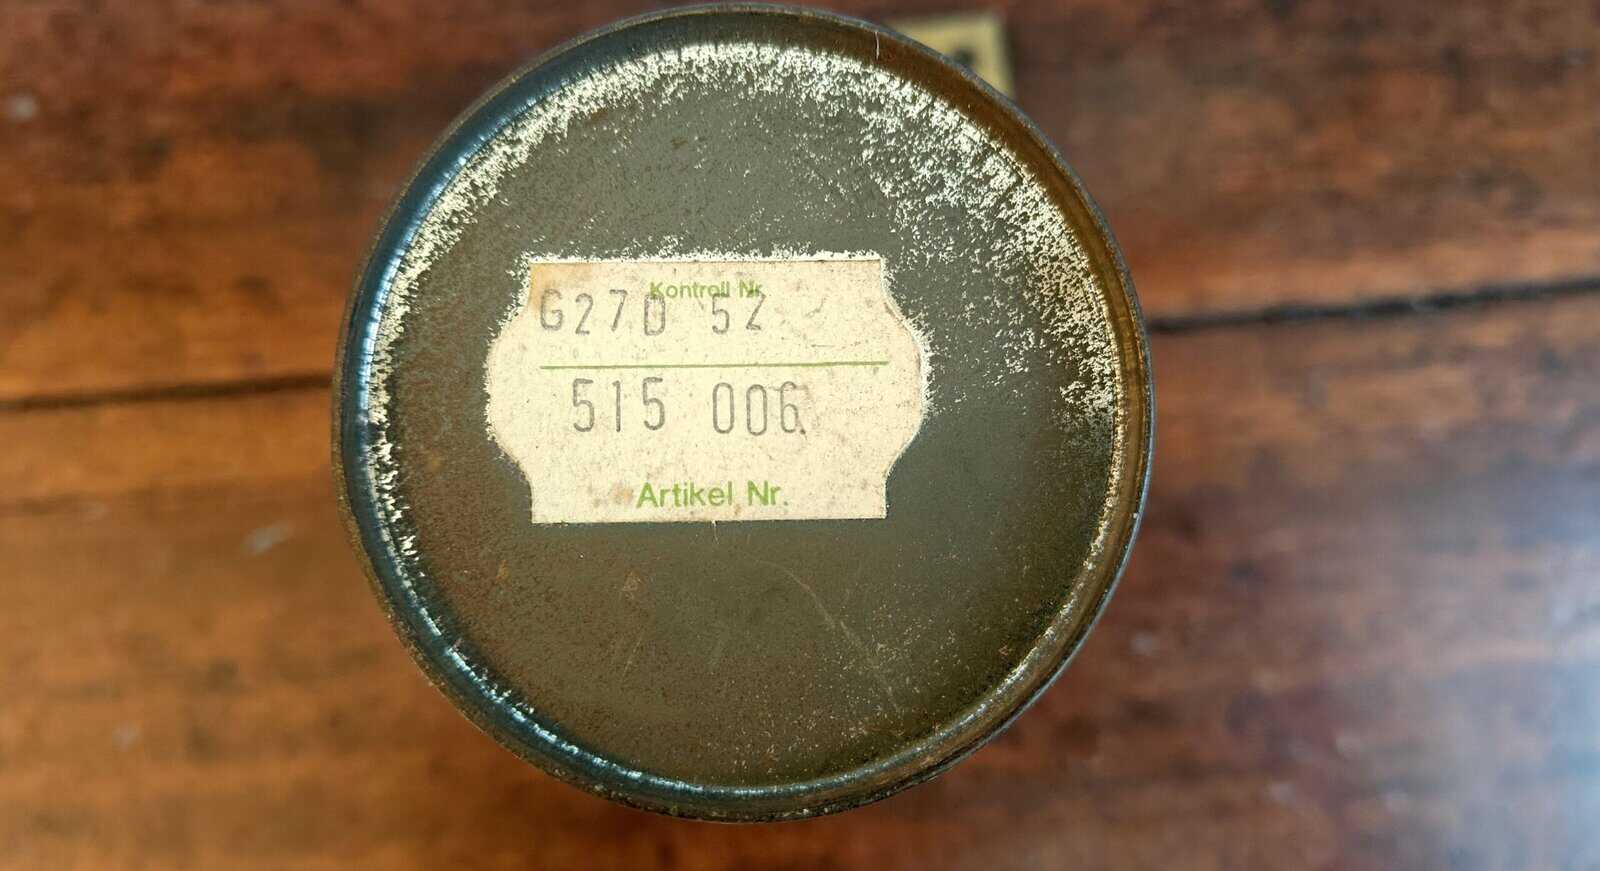 Kontroll Nr.
G27D 52
515 006
Artikel Nr.